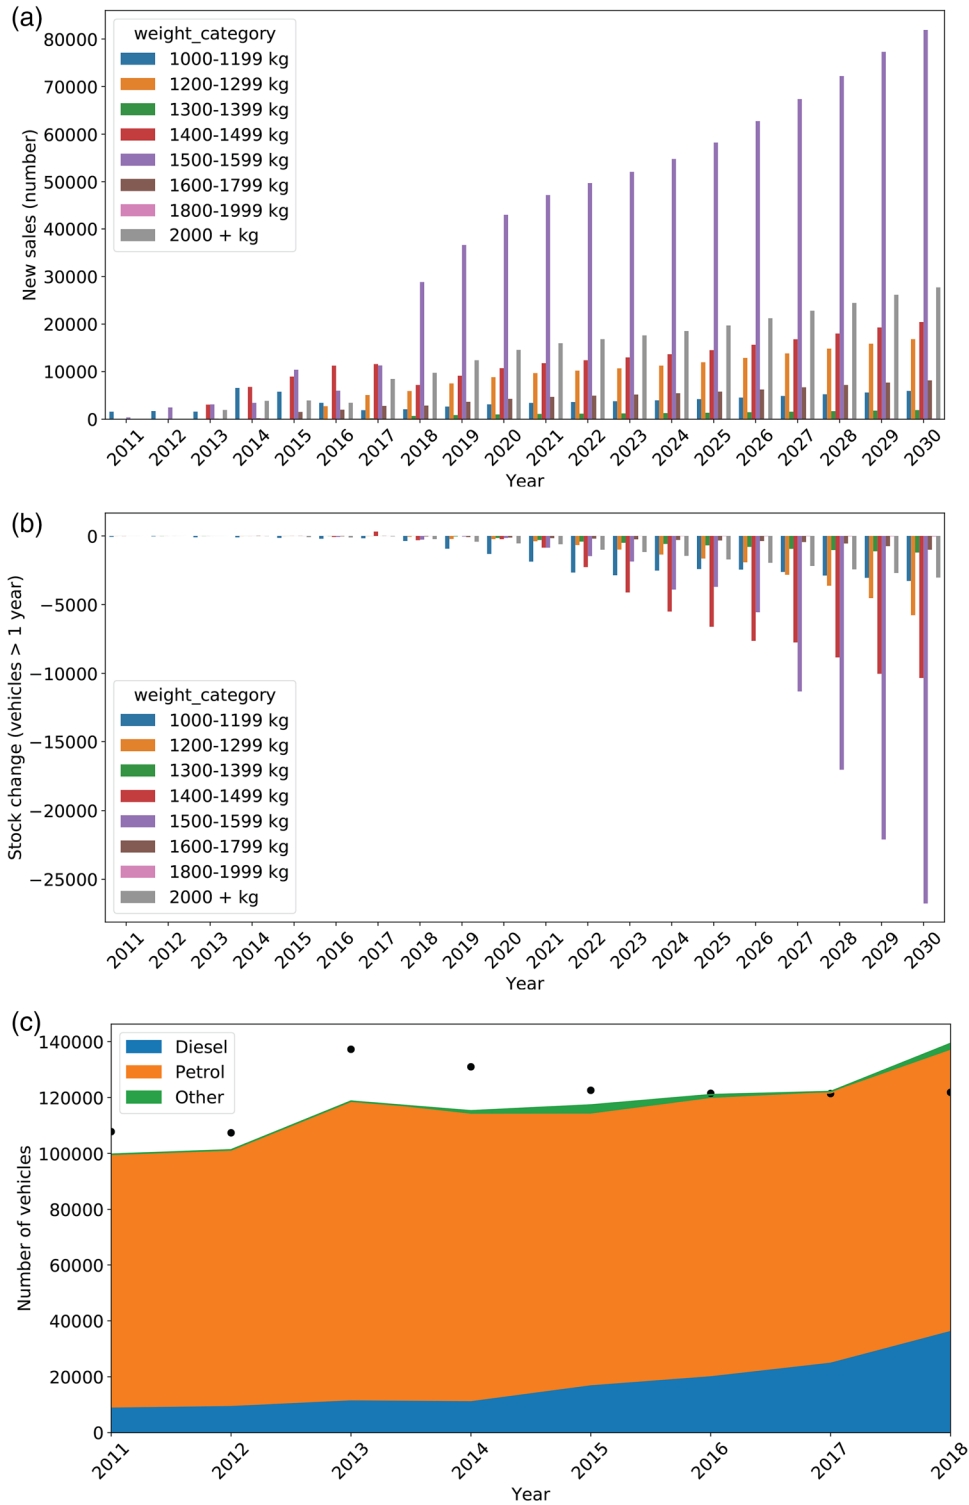 (a)
weight_category
1000-1199 kg
1200-1299 kg
1300-1399 kg
1400-1499 kg
1500-1599 kg
1600-1799 kg
1800-1999 kg
2000 + kg
80000
70000
60000
50000
40000
30000
20000
10000
0
New sales (number)
2011 2012 2013 2014 2015 2016 2017 2018 2019 2020 2021 2022 2023 2024 2025 2026 2027 2028 2029 2030
Year
(b)
0
−5000
−10000
−15000
−20000
−25000
Stock change (vehicles > 1 year)
weight_category
1000-1199 kg
1200-1299 kg
1300-1399 kg
1400-1499 kg
1500-1599 kg
1600-1799 kg
1800-1999 kg
2000 + kg
2011 2012 2013 2014 2015 2016 2017 2018 2019 2020 2021 2022 2023 2024 2025 2026 2027 2028 2029 2030
Year
(c)
Diesel
Petrol
Other
140000
120000
100000
80000
60000
40000
20000
0
Number of vehicles
2011 2012 2013 2014 2015 2016 2017 2018
Year